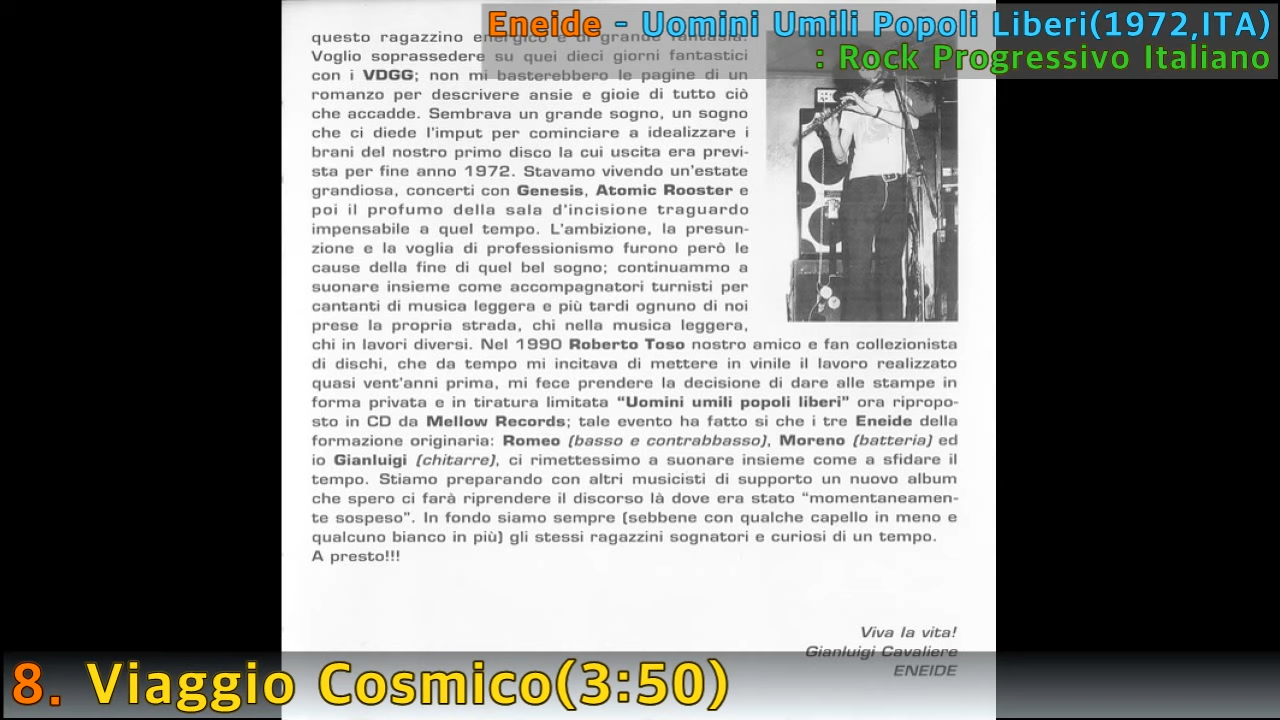 Eneide - Uomini Umili Popoli Liberi(1972,ITA)
: Rock Progressivo Italiano
questo ragazzino energico e di grande fantasia.
Voglio soprassedere su quei dieci giorni fantastici
con i VDGG; non mi basterebbero le pagine di un
romanzo per descrivere ansie e gioie di tutto ciò
che accadde. Sembrava un grande sogno, un sogno
che ci diede l'imput per cominciare a idealizzare i
brani del nostro primo disco la cui uscita era previ-
sta per fine anno 1972. Stavamo vivendo un'estate
grandiosa, concerti con Genesis, Atomic Rooster e
poi il profumo della sala d'incisione traguardo
impensabile a quel tempo. L'ambizione, la presun-
zione e la voglia di professionismo furono però le
cause della fine di quel bel sogno; continuammo a
suonare insieme come accompagnatori turnisti per
cantanti di musica leggera e più tardi ognuno di noi
prese la propria strada, chi nella musica leggera,
chi in lavori diversi. Nel 1990 Roberto Toso nostro amico e fan collezionista
di dischi, che da tempo mi incitava di mettere in vinile il lavoro realizzato
quasi vent'anni prima, mi fece prendere la decisione di dare alle stampe in
forma privata e in tiratura limitata "Uomini umili popoli liberi" ora ripropo-
sto in CD da Mellow Records; tale evento ha fatto si che i tre Eneide della
formazione originaria: Romeo (basso e contrabbasso), Moreno (batteria) ed
io Gianluigi (chitarre), ci rimettessimo a suonare insieme come a sfidare il
tempo. Stiamo preparando con altri musicisti di supporto un nuovo album
che spero ci farà riprendere il discorso là dove era stato "momentaneamen-
te sospeso". In fondo siamo sempre (sebbene con qualche capello in meno e
qualcuno bianco in più) gli stessi ragazzini sognatori e curiosi di un tempo.
A presto!!!
Viva la vita!
Gianluigi Cavaliere
ENEIDE
8. Viaggio Cosmico(3:50)